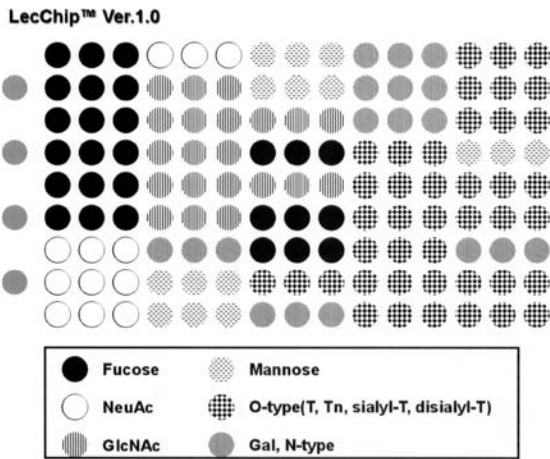 LecChip™ Ver.1.0
Fucose
Mannose
NeuAc
O-type(T, Tn, sialyl-T, disialyl-T)
GlcNAc
Gal, N-type